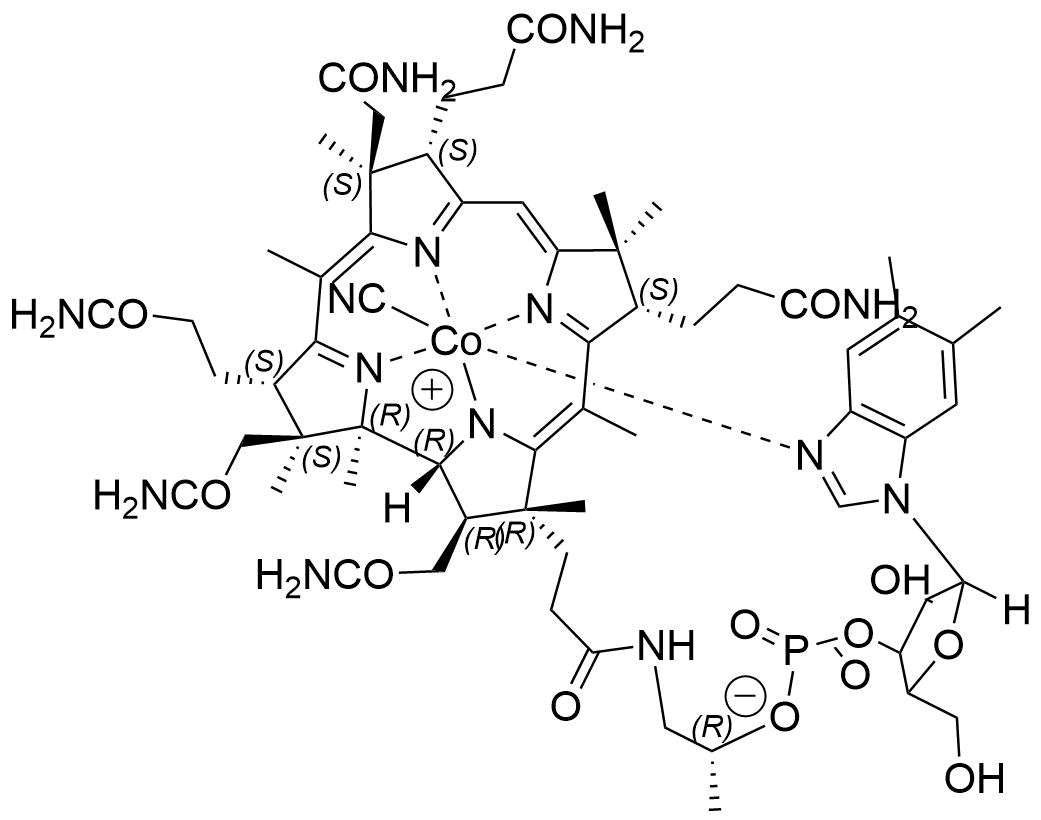 CONH2
CONH2
(S)
(S)
N
(S)
NC
N
CONH2
H2NCO
Co
(S)
N
+
(R)
(R)
N
(S)
N
H2NCO
H
(R)
(R)
N
H2NCO
OH
H
O
NH
O
P
O
O
O
−
O
(R)
OH